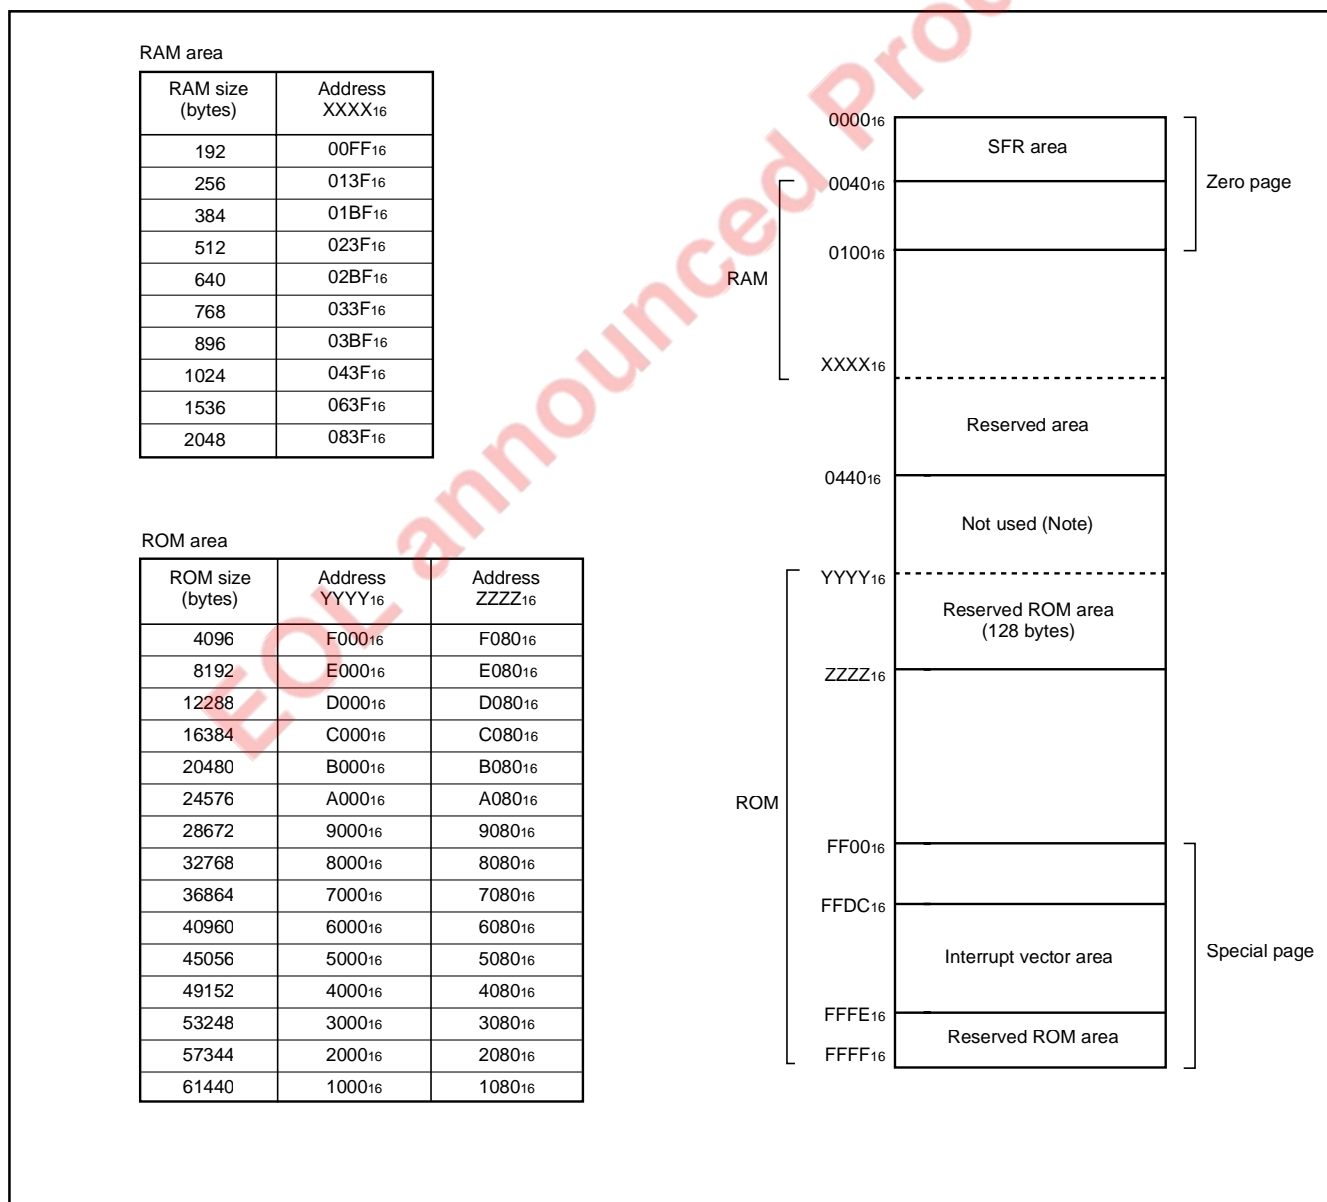 RAM area
RAM size (bytes) Address XXXX16
192 00FF16
256 013F16
384 01BF16
512 023F16
640 02BF16
768 033F16
896 03BF16
1024 043F16
1536 063F16
2048 083F16
ROM area
ROM size (bytes) Address YYYY16 Address ZZZZ16
4096 F00016 F08016
8192 E00016 E08016
12288 D00016 D08016
16384 C00016 C08016
20480 B00016 B08016
24576 A00016 A08016
28672 900016 908016
32768 800016 808016
36864 700016 708016
40960 600016 608016
45056 500016 508016
49152 400016 408016
53248 300016 308016
57344 200016 208016
61440 100016 108016
000016
SFR area
004016
Zero page
010016
RAM
XXXX16
Reserved area
044016
Not used (Note)
YYYY16
Reserved ROM area
(128 bytes)
ZZZZ16
ROM
FF0016
FFDC16
Interrupt vector area
Special page
FFFE16
Reserved ROM area
FFFF16
EOL announced